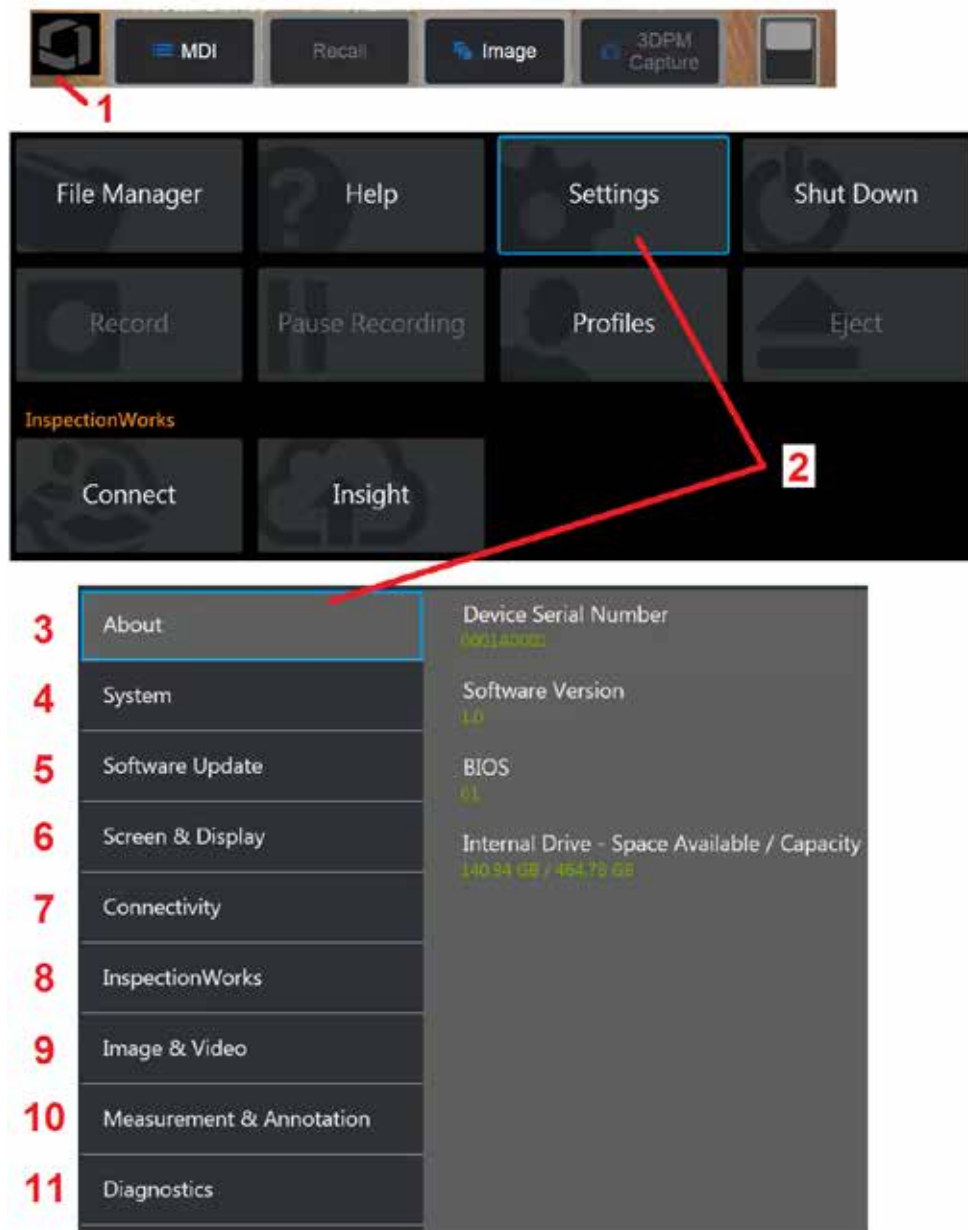 MDI
Recall
Image
3DPM
Capture
1
File Manager
Help
Settings
Shut Down
Record
Pause Recording
Profiles
Eject
InspectionWorks
Connect
Insight
2
3
About
4
System
5
Software Update
6
Screen & Display
7
Connectivity
8
InspectionWorks
9
Image & Video
10
Measurement & Annotation
11
Diagnostics
Device Serial Number
0001A0001
Software Version
1.0
BIOS
01
Internal Drive - Space Available / Capacity
140.94 GB / 464.73 GB